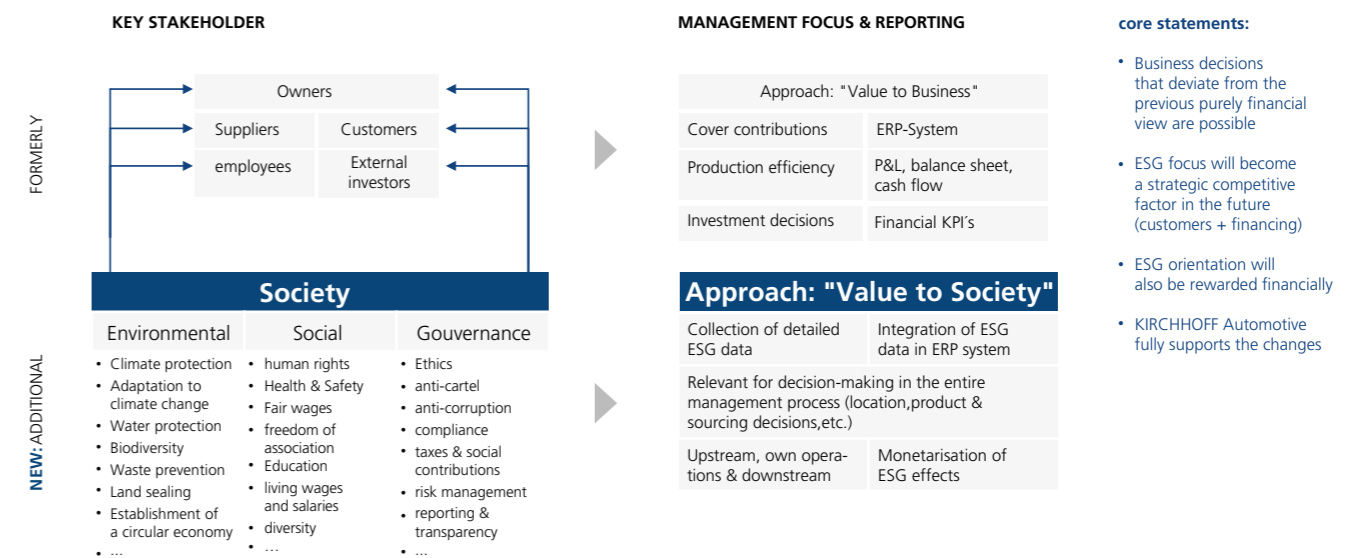 KEY STAKEHOLDER
MANAGEMENT FOCUS & REPORTING
core statements:
FORMERLY
Owners
Suppliers
Customers
employees
External
investors
Approach: "Value to Business"
Cover contributions
ERP-System
Production efficiency
P&L, balance sheet,
cash flow
Investment decisions
Financial KPI´s
• Business decisions
that deviate from the
previous purely financial
view are possible
• ESG focus will become
a strategic competitive
factor in the future
(customers + financing)
• ESG orientation will
also be rewarded financially
• KIRCHHOFF Automotive
fully supports the changes
NEW: ADDITIONAL
Society
Environmental
• Climate protection
• Adaptation to
climate change
• Water protection
• Biodiversity
• Waste prevention
• Land sealing
• Establishment of
a circular economy
• ...
Social
• human rights
• Health & Safety
• Fair wages
• freedom of
association
• Education
• living wages
and salaries
• diversity
• ...
Gouvernance
• Ethics
• anti-cartel
• anti-corruption
• compliance
• taxes & social
contributions
• risk management
• reporting &
transparency
• ...
Approach: "Value to Society"
Collection of detailed
ESG data
Integration of ESG
data in ERP system
Relevant for decision-making in the entire
management process (location,product &
sourcing decisions,etc.)
Upstream, own opera-
tions & downstream
Monetarisation of
ESG effects